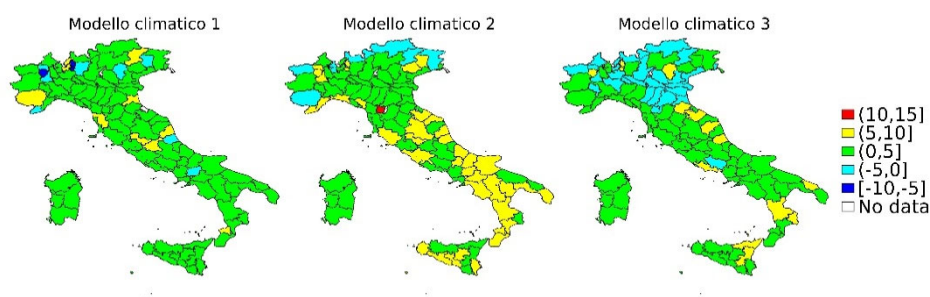 Modello climatico 1
Modello climatico 2
Modello climatico 3
(10,15]
(5,10]
(0,5]
(-5,0]
[-10,-5]
No data